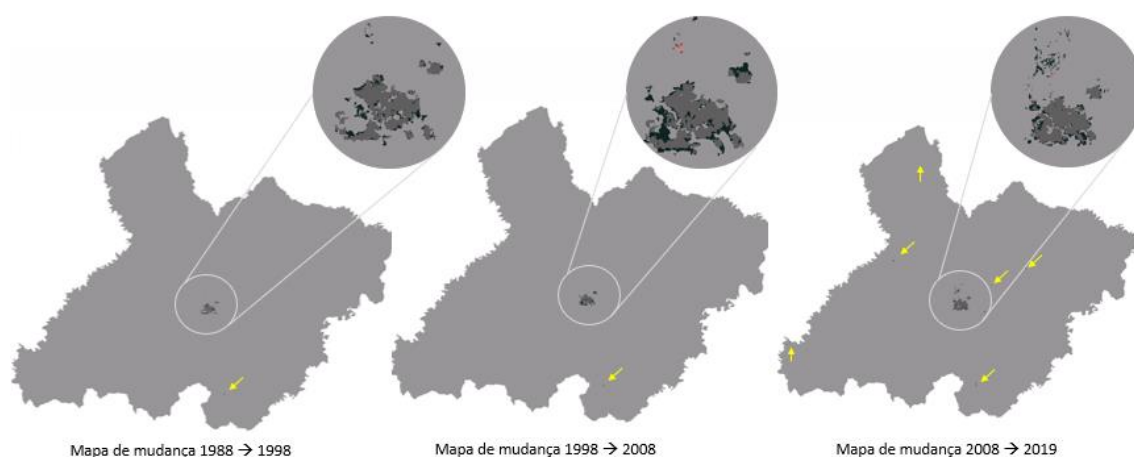 Mapa de mudança 1988 → 1998
Mapa de mudança 1998 → 2008
Mapa de mudança 2008 → 2019